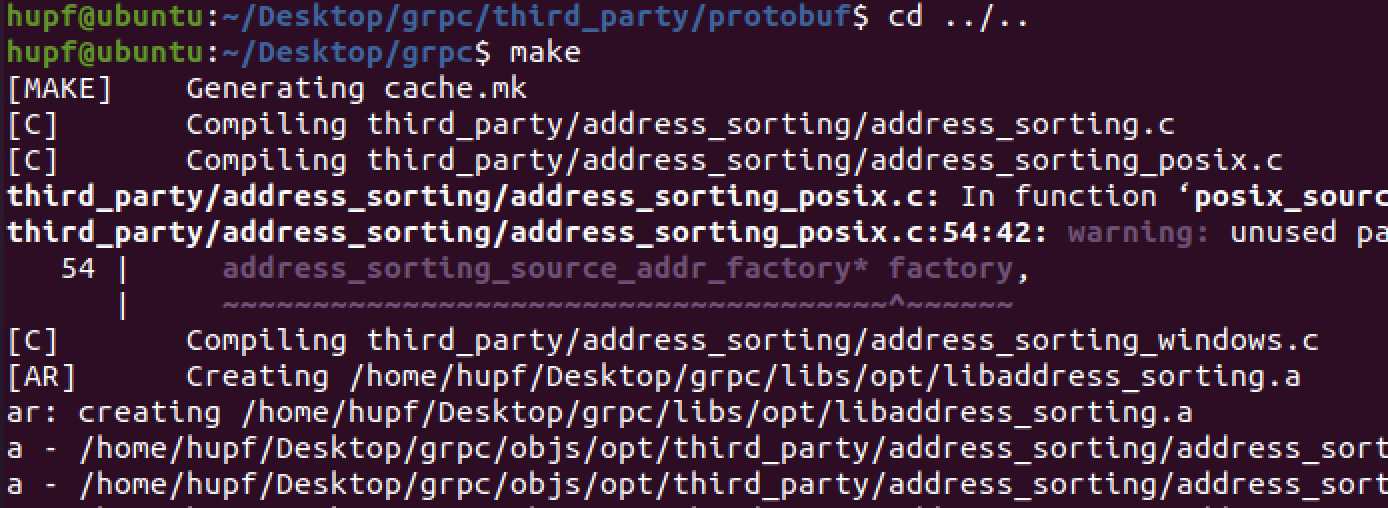 hupf@ubuntu:~/Desktop/grpc/third_party/protobuf$ cd ../..
hupf@ubuntu:~/Desktop/grpc$ make
[MAKE]    Generating cache.mk
[C]       Compiling third_party/address_sorting/address_sorting.c
[C]       Compiling third_party/address_sorting/address_sorting_posix.c
third_party/address_sorting/address_sorting_posix.c: In function ‘posix_sourc
third_party/address_sorting/address_sorting_posix.c:54:42: warning: unused pa
   54 |     address_sorting_source_addr_factory* factory,
      |     ~~~~~~~~~~~~~~~~~~~~~~~~~~~~~~~~~~~~~^~~~~~~
[C]       Compiling third_party/address_sorting/address_sorting_windows.c
[AR]      Creating /home/hupf/Desktop/grpc/libs/opt/libaddress_sorting.a
ar: creating /home/hupf/Desktop/grpc/libs/opt/libaddress_sorting.a
a - /home/hupf/Desktop/grpc/objs/opt/third_party/address_sorting/address_sort
a - /home/hupf/Desktop/grpc/objs/opt/third_party/address_sorting/address_sort